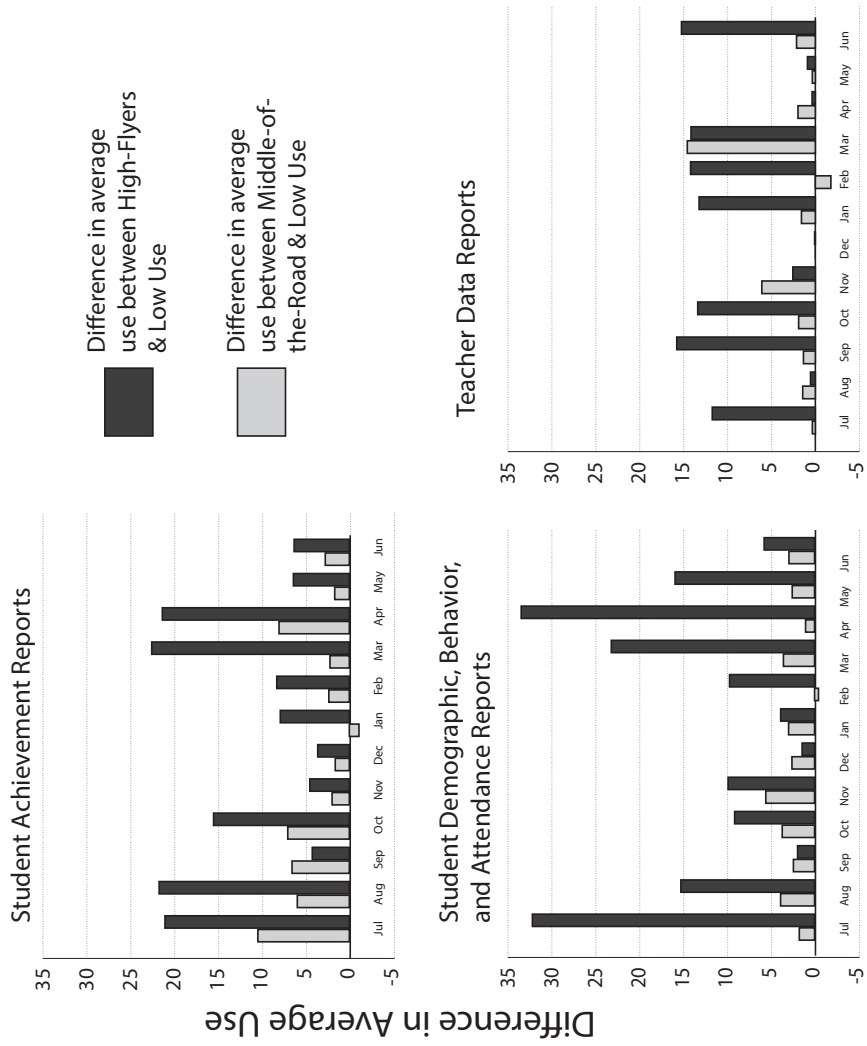 Difference in Average Use
Student Achievement Reports
35
30
25
20
15
10
5
0
-5
Jul
Aug
Sep
Oct
Nov
Dec
Jan
Feb
Mar
Apr
May
Jun
Difference in average
use between High-Flyers
& Low Use
Difference in average
use between Middle-of-
the-Road & Low Use
Student Demographic, Behavior,
and Attendance Reports
35
30
25
20
15
10
5
0
-5
Jul
Aug
Sep
Oct
Nov
Dec
Jan
Feb
Mar
Apr
May
Jun
Teacher Data Reports
35
30
25
20
15
10
5
0
-5
Jul
Aug
Sep
Oct
Nov
Dec
Jan
Feb
Mar
Apr
May
Jun